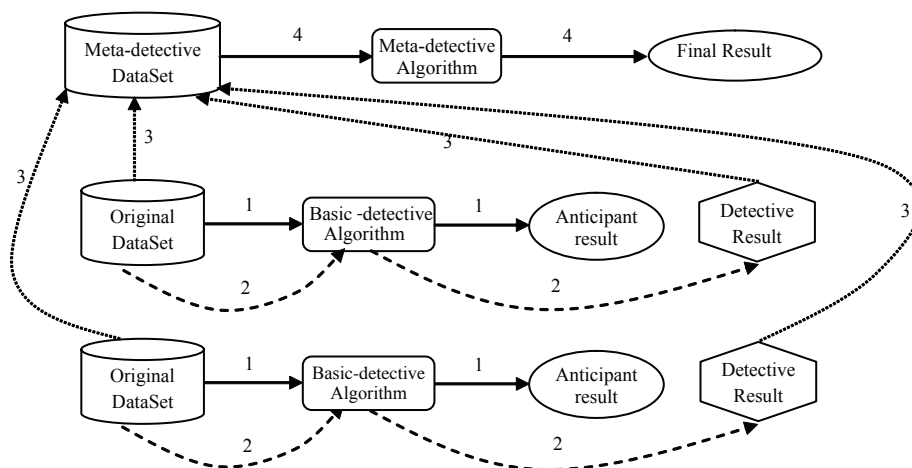 4
4
Meta-detective
DataSet
Meta-detective
Algorithm
Final Result
3
3
3
Original
DataSet
1
Basic -detective
Algorithm
1
Anticipant
result
Detective
Result
3
2
2
Original
DataSet
1
Basic-detective
Algorithm
1
Anticipant
result
Detective
Result
2
2